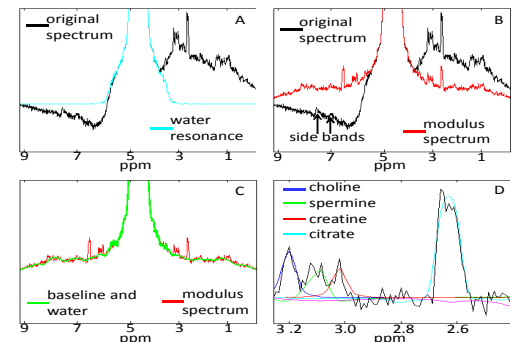 original
spectrum
A
water
resonance
9 7 5 3 1
ppm
original
spectrum
B
side bands
modulus
spectrum
9 7 5 3 1
ppm
C
baseline and
water
modulus
spectrum
9 7 5 3 1
ppm
choline
D
spermine
creatine
citrate
3.2 3.0 2.8 2.6
ppm